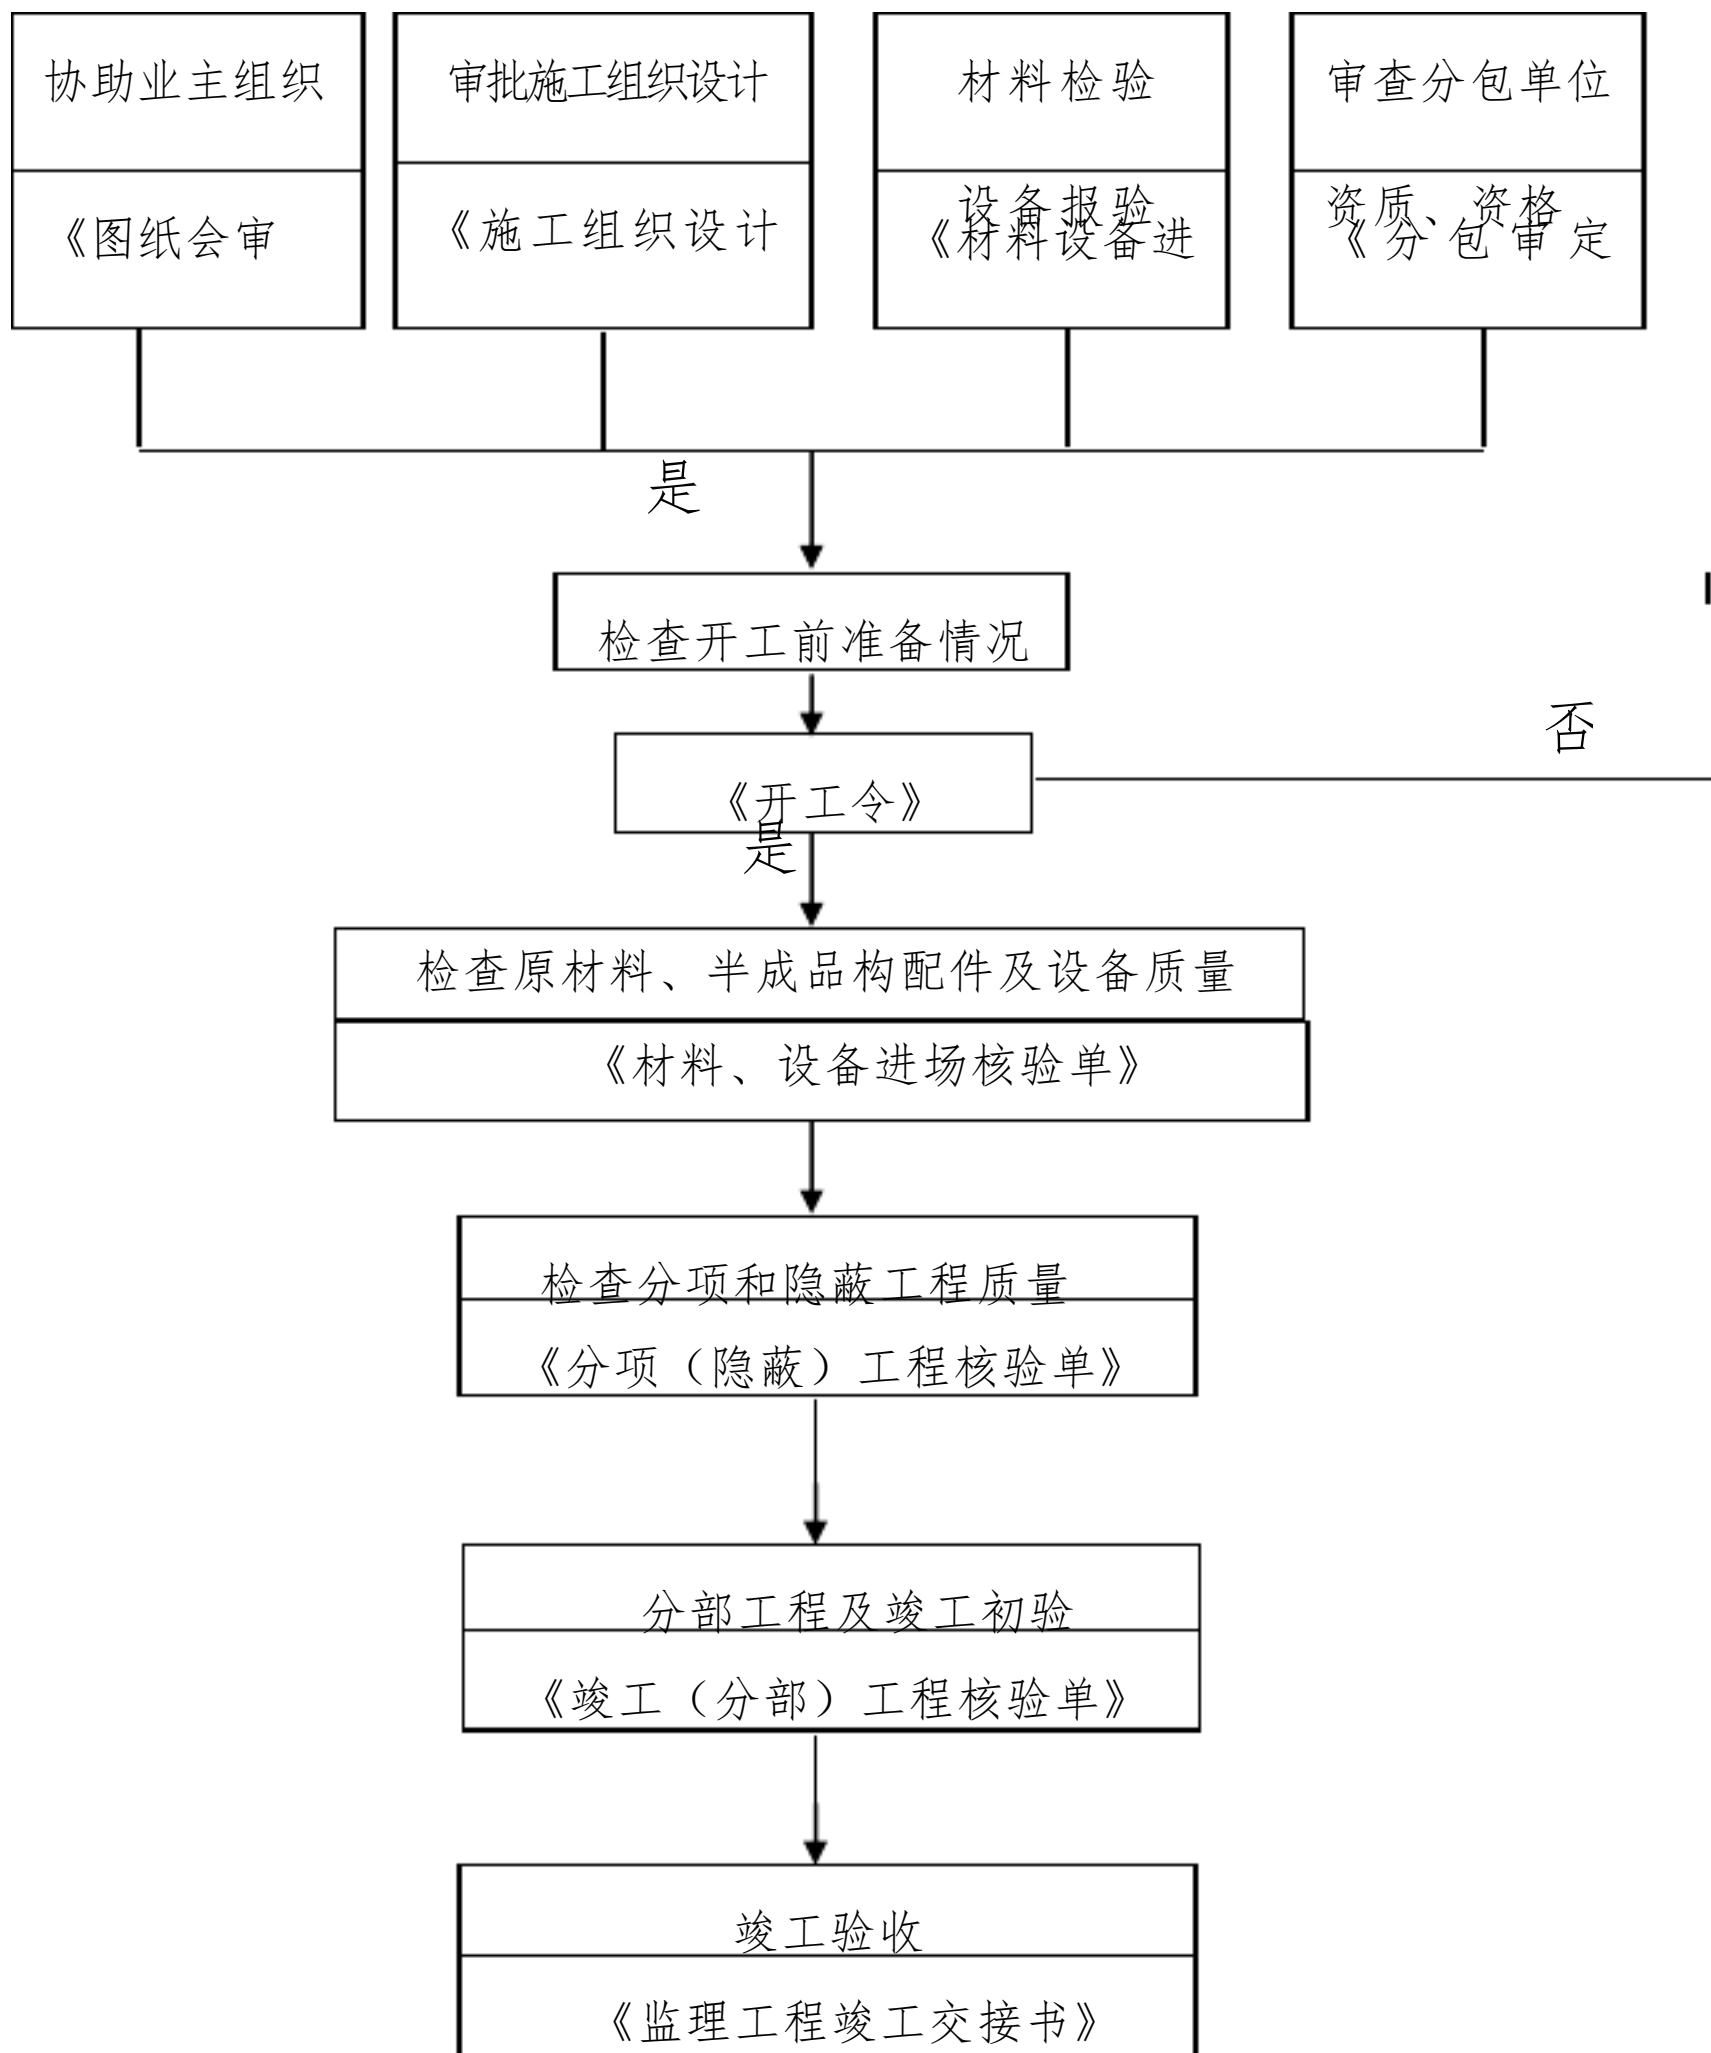 协助业主组织
《图纸会审
审批施工组织设计
《施工组织设计
材料检验
设备报验
《材料设备进
审查分包单位
资质、资格
《分包审定
是
检查开工前准备情况
否
《开工令》
是
检查原材料、半成品构配件及设备质量
《材料、设备进场核验单》
检查分项和隐蔽工程质量
《分项（隐蔽）工程核验单》
分部工程及竣工初验
《竣工（分部）工程核验单》
竣工验收
《监理工程竣工交接书》